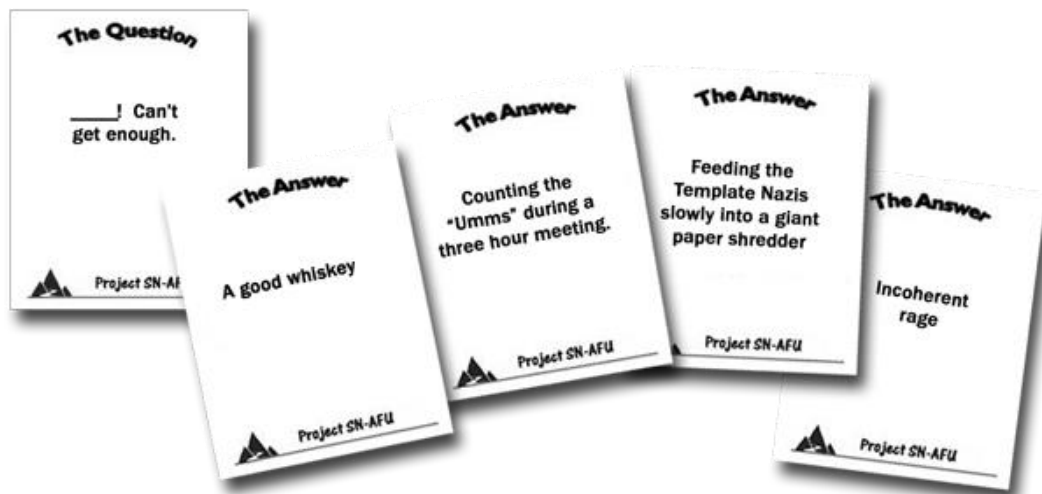 The Question
_____! Can't
get enough.
Project SN-AF
The Answer
A good whiskey
Project SN-AFU
The Answer
Counting the
"Umms" during a
three hour meeting.
Project SN-AFU
The Answer
Feeding the
Template Nazis
slowly into a giant
paper shredder
Project SN-AFU
The Answer
Incoherent
rage
Project SN-AFU